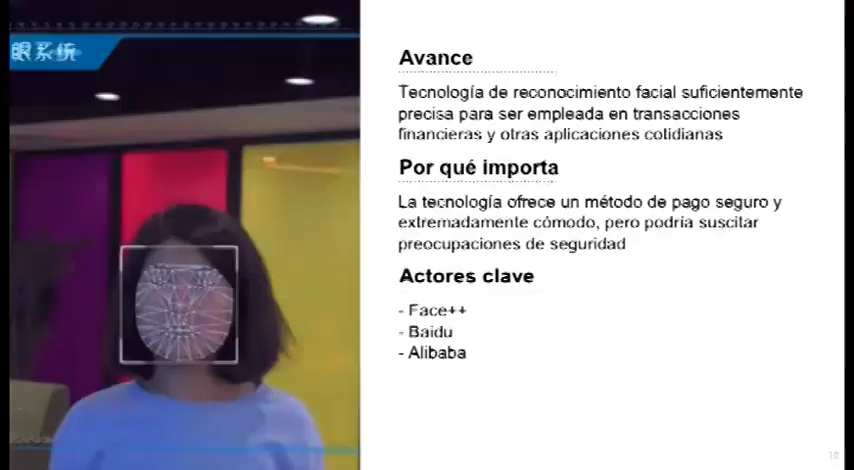 眼系统
Avance
Tecnología de reconocimiento facial suficientemente
precisa para ser empleada en transacciones
financieras y otras aplicaciones cotidianas
Por qué importa
La tecnología ofrece un método de pago seguro y
extremadamente cómodo, pero podría suscitar
preocupaciones de seguridad
Actores clave
- Face++
- Baidu
- Alibaba